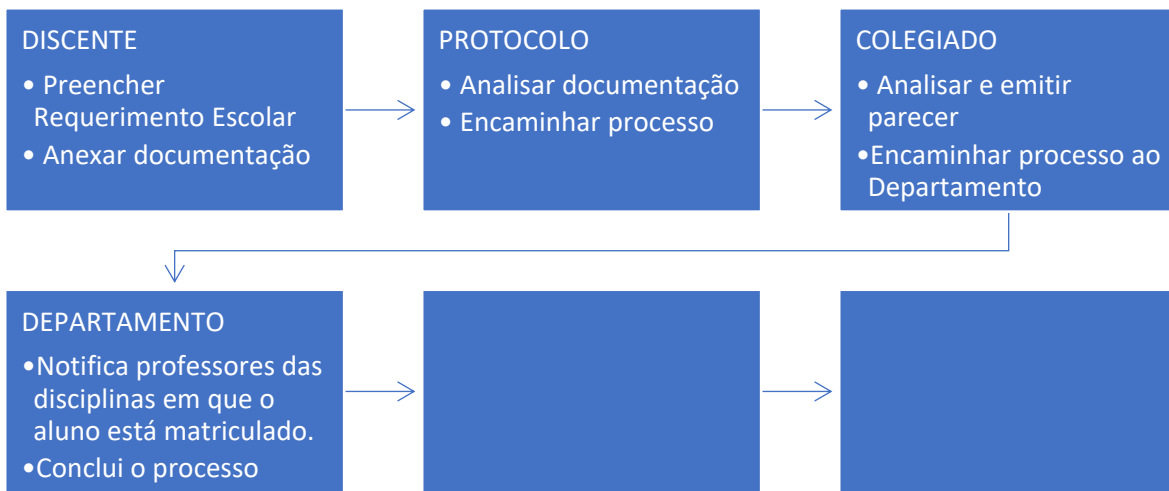 DISCENTE
• Preencher
Requerimento Escolar
• Anexar documentação
PROTOCOLO
• Analisar documentação
• Encaminhar processo
COLEGIADO
• Analisar e emitir
parecer
•Encaminhar processo ao
Departamento
DEPARTAMENTO
•Notifica professores das
disciplinas em que o
aluno está matriculado.
•Conclui o processo